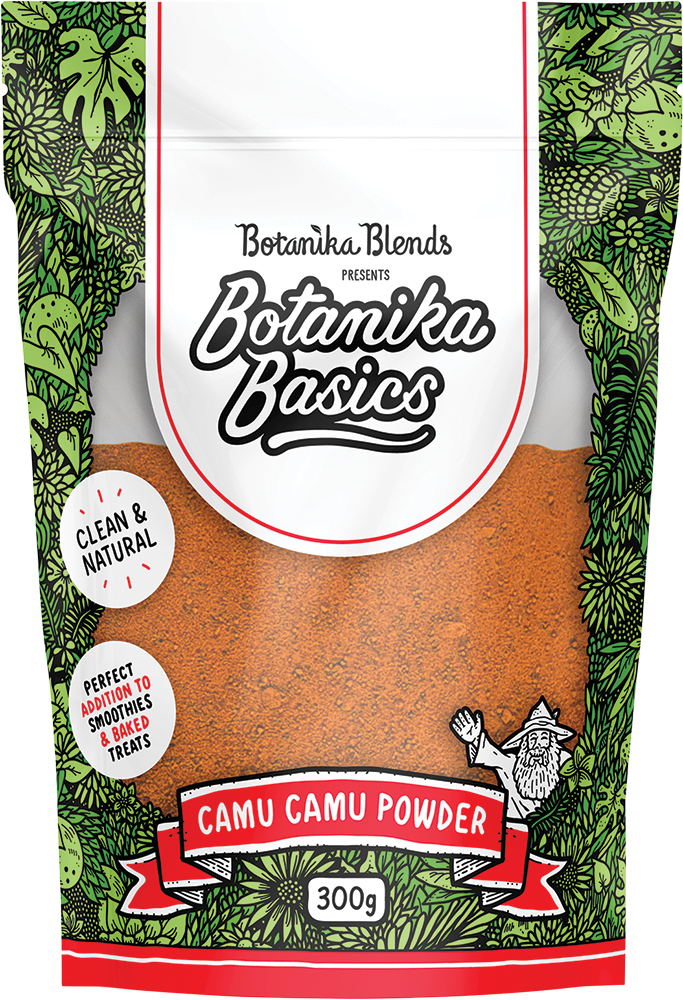 Botanika Blends
PRESENTS
Botanika
Basics
CLEAN &
NATURAL
PERFECT
ADDITION TO
SMOOTHIES
& BAKED
TREATS
CAMU CAMU POWDER
300g